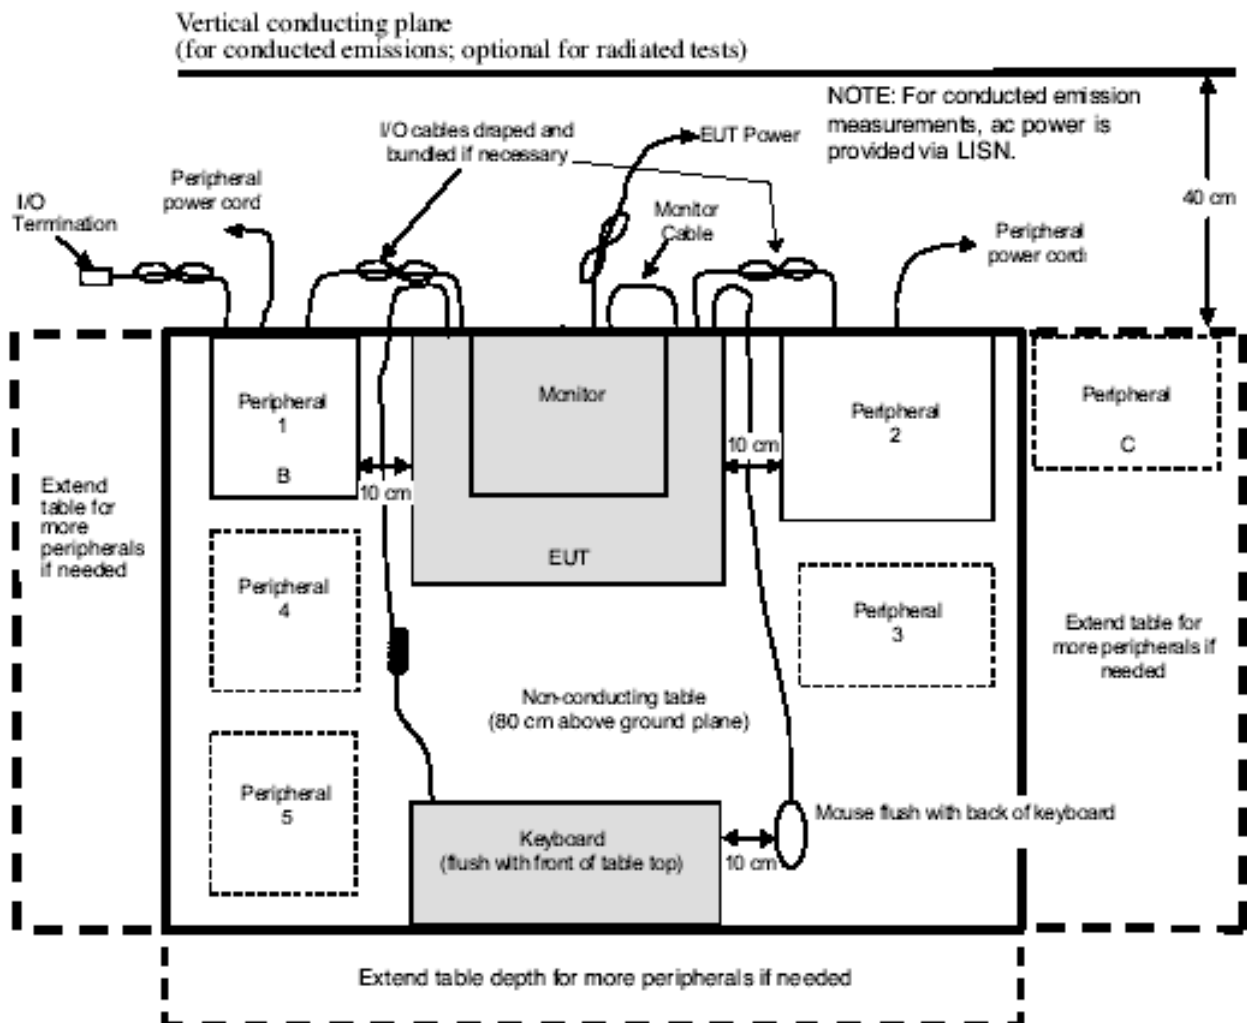 Vertical conducting plane
(for conducted emissions; optional for radiated tests)
NOTE: For conducted emission
measurements, ac power is
provided via LISN.
40 cm
I/O cables draped and
bundled if necessary
EUT Power
Peripheral
power cord
I/O
Termination
Monitor
Cable
Peripheral
power cord
Peripheral
1
B
10 cm
Monitor
EUT
10 cm
Peripheral
2
Peripheral
C
Extend
table for
more
peripherals
if needed
Peripheral
4
Peripheral
3
Extend table for
more peripherals if
needed
Non-conducting table
(80 cm above ground plane)
Peripheral
5
Keyboard
(flush with front of table top)
10 cm
Mouse flush with back of keyboard
Extend table depth for more peripherals if needed